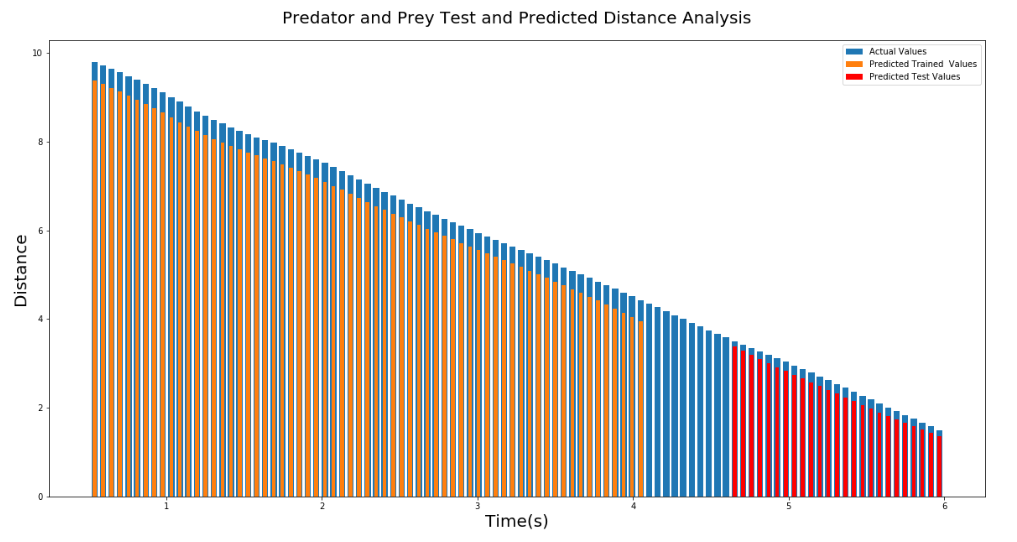 Predator and Prey Test and Predicted Distance Analysis
Actual Values
Predicted Trained  Values
Predicted Test Values
10
8
6
4
2
0
Distance
1 2 3 4 5 6
Time(s)